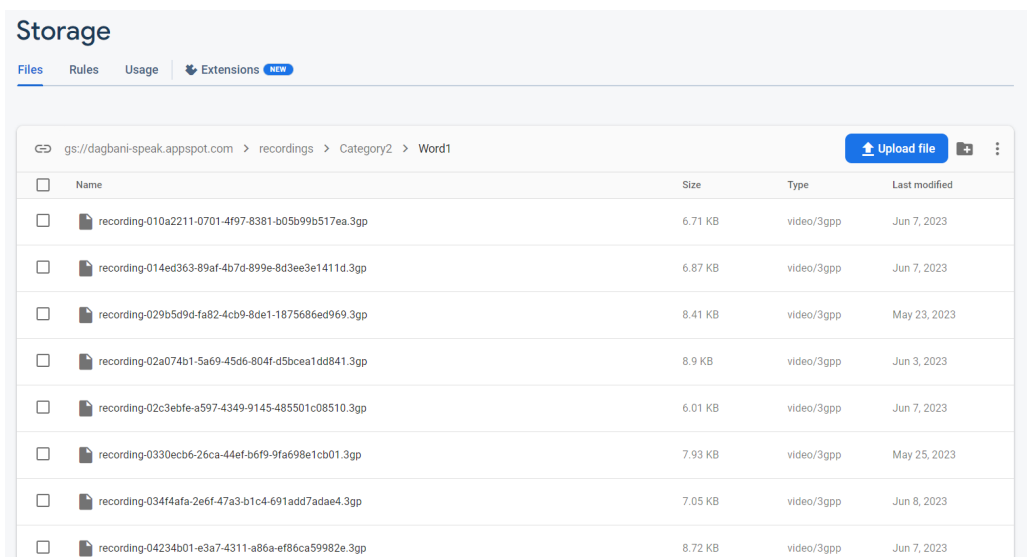 Storage
Files Rules Usage Extensions NEW
gs://dagbani-speak.appspot.com > recordings > Category2 > Word1 Upload file
Name Size Type Last modified
recording-010a2211-0701-4f97-8381-b05b99b517ea.3gp 6.71 KB video/3gpp Jun 7, 2023
recording-014ed363-89af-4b7d-899e-8d3ee3e1411d.3gp 6.87 KB video/3gpp Jun 7, 2023
recording-029b5d9d-fa82-4cb9-8de1-1875686ed969.3gp 8.41 KB video/3gpp May 23, 2023
recording-02a074b1-5a69-45d6-804f-d5bcea1dd841.3gp 8.9 KB video/3gpp Jun 3, 2023
recording-02c3ebfe-a597-4349-9145-485501c08510.3gp 6.01 KB video/3gpp Jun 7, 2023
recording-0330ecb6-26ca-44ef-b6f9-9fa698e1cb01.3gp 7.93 KB video/3gpp May 25, 2023
recording-034f4afa-2e6f-47a3-b1c4-691add7adae4.3gp 7.05 KB video/3gpp Jun 8, 2023
recording-04234b01-e3a7-4311-a86a-ef86ca59982e.3gp 8.72 KB video/3gpp Jun 7, 2023